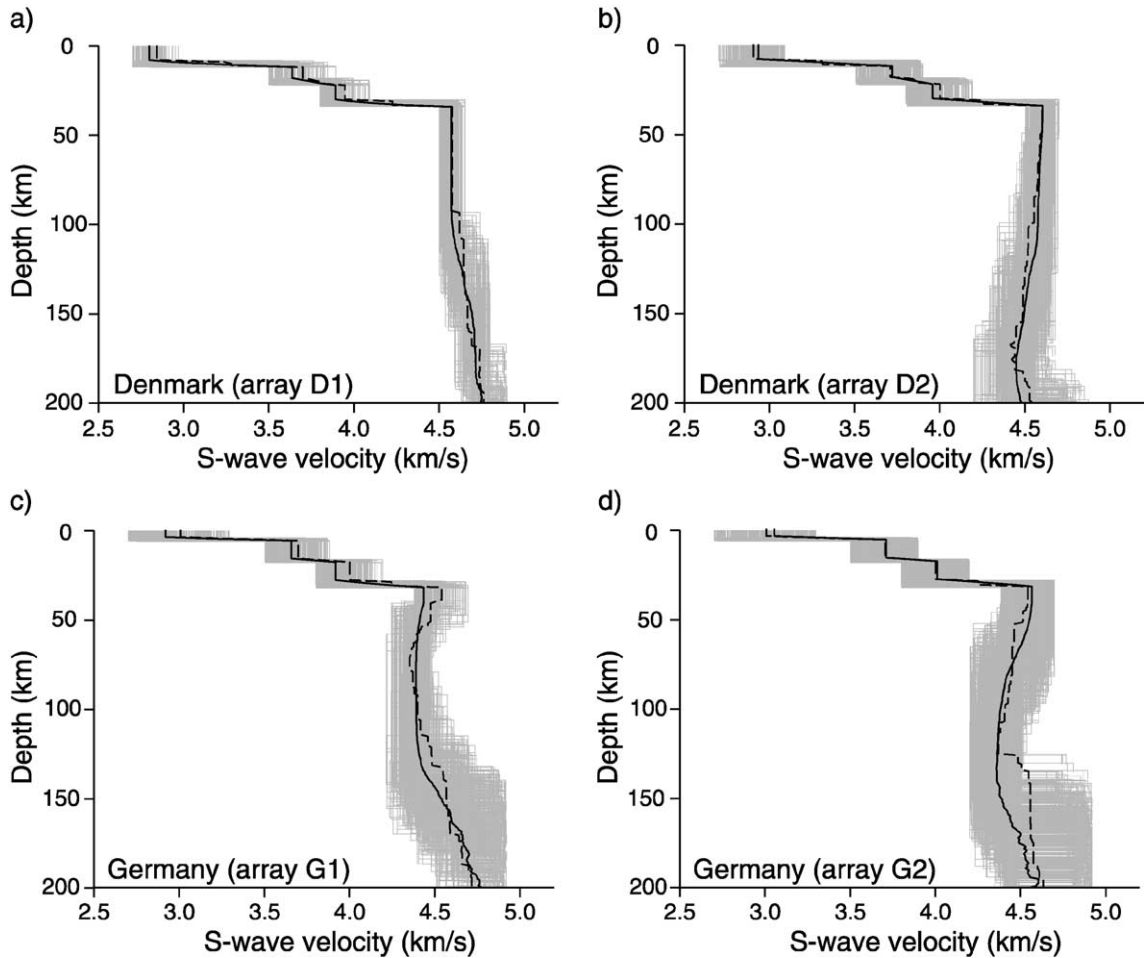 a)
0
50
100
150
200
Depth (km)
Denmark (array D1)
2.5 3.0 3.5 4.0 4.5 5.0
S-wave velocity (km/s)
b)
0
50
100
150
200
Depth (km)
Denmark (array D2)
2.5 3.0 3.5 4.0 4.5 5.0
S-wave velocity (km/s)
c)
0
50
100
150
200
Depth (km)
Germany (array G1)
2.5 3.0 3.5 4.0 4.5 5.0
S-wave velocity (km/s)
d)
0
50
100
150
200
Depth (km)
Germany (array G2)
2.5 3.0 3.5 4.0 4.5 5.0
S-wave velocity (km/s)